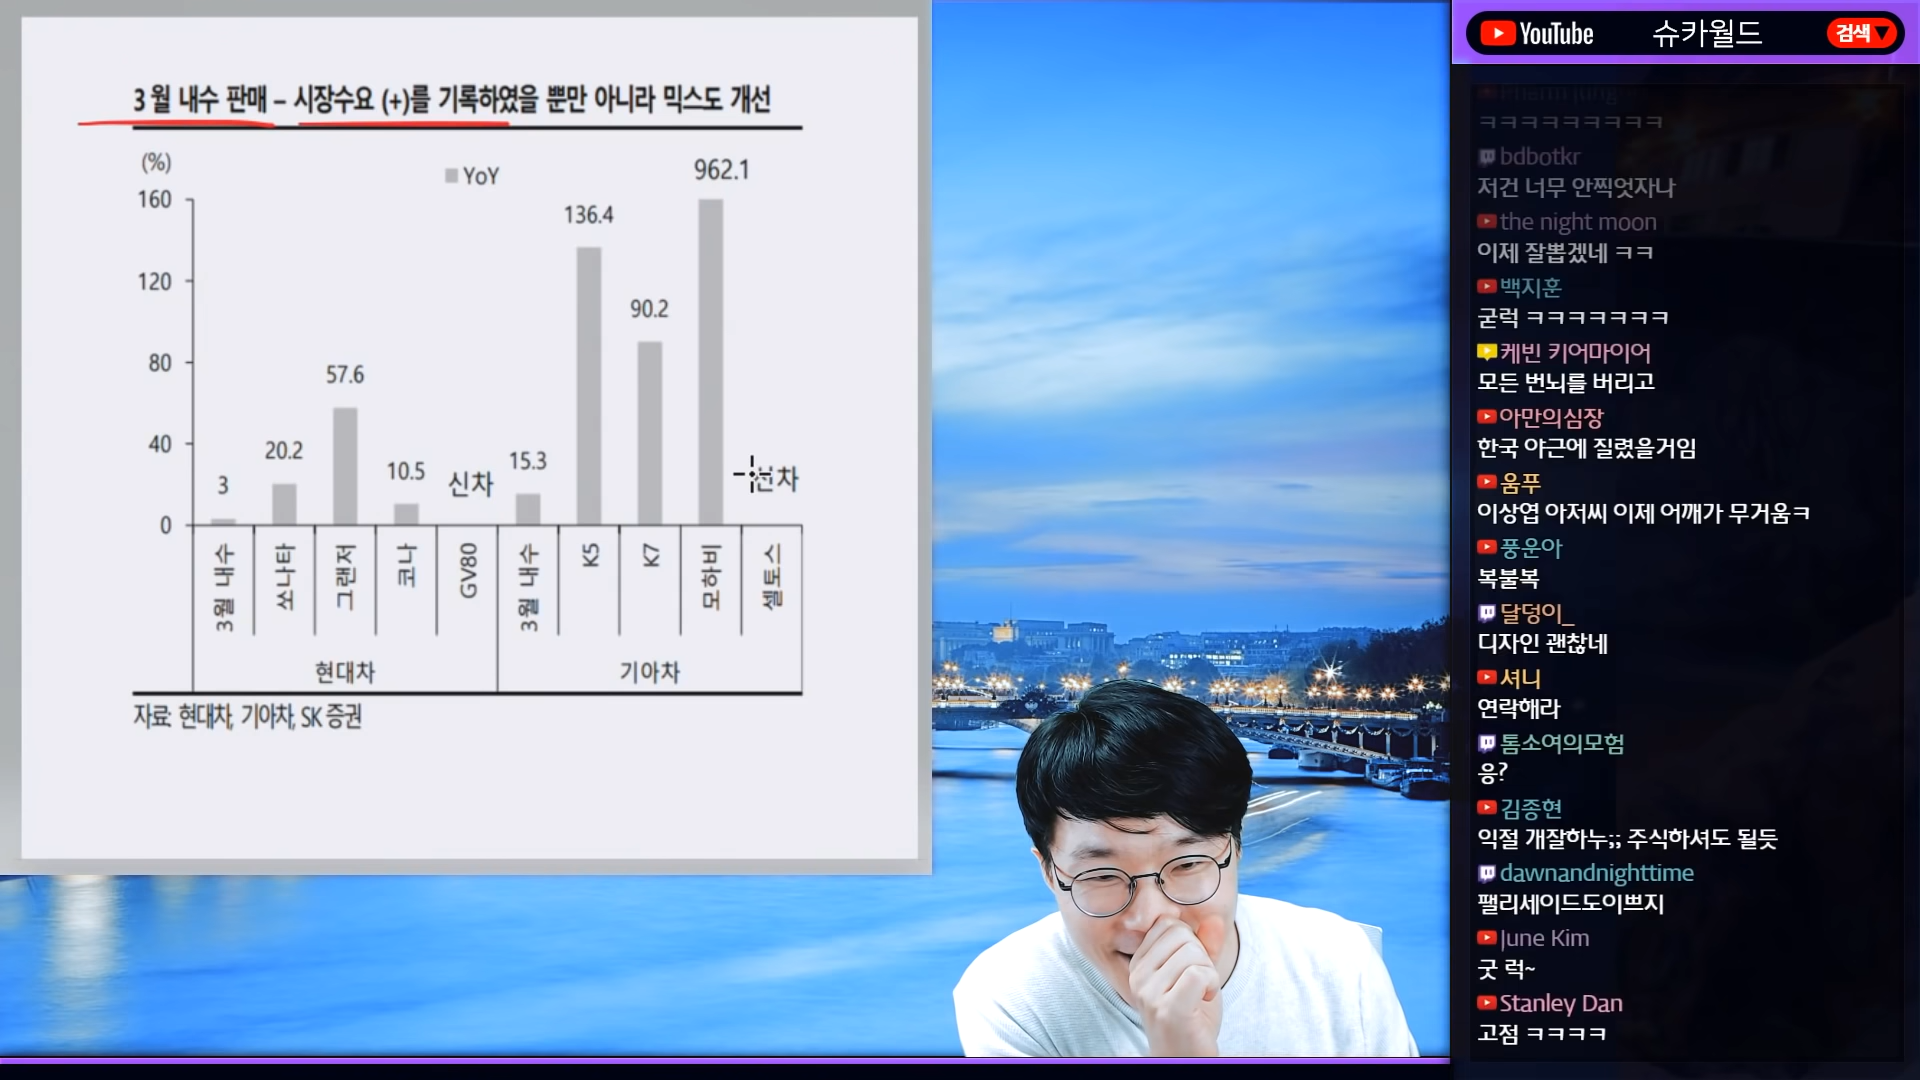 3월 내수 판매 – 시장수요 (+)를 기록하였을 뿐만 아니라 믹스도 개선
(%)
YoY
160
120
80
40
0
3
20.2
57.6
10.5
신차
15.3
136.4
90.2
962.1
3월 내수
쏘나타
그랜저
코나
GV80
3월 내수
K5
K7
모하비
셀토스
현대차
기아차
자료: 현대차, 기아차, SK 증권
YouTube
슈카월드
검색▼
ㅋㅋㅋㅋㅋㅋㅋㅋㅋ
bdbotkr
저건 너무 안찍엇자나
the night moon
이제 잘뽑겠네 ㅋㅋ
백지훈
굳럭 ㅋㅋㅋㅋㅋㅋㅋ
케빈 키어마이어
모든 번뇌를 버리고
아만의심장
한국 야근에 질렸을거임
움푸
이상엽 아저씨 이제 어깨가 무거움ㅋ
풍운아
복불복
달덩이_
디자인 괜찮네
셔니
연락해라
톰소여의모험
응?
김종현
익절 개잘하누;; 주식하셔도 될듯
dawnandnighttime
팰리세이드도이쁘지
June Kim
굿 럭~
Stanley Dan
고점 ㅋㅋㅋㅋ